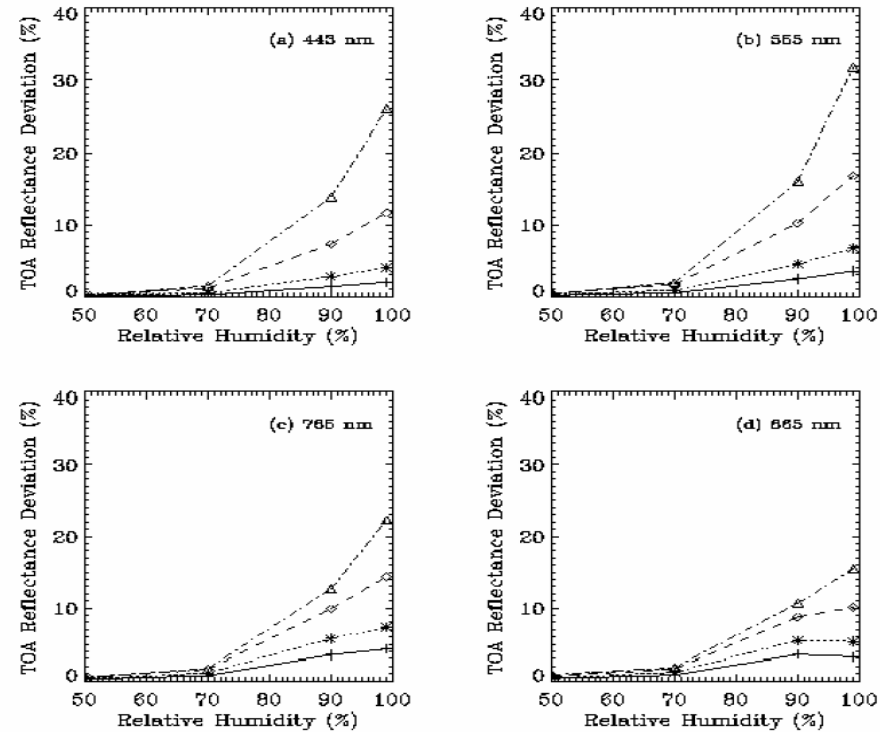 (a) 443 nm
TOA Reflectance Deviation (%)
40
30
20
10
0
50 60 70 80 90 100
Relative Humidity (%)
(b) 555 nm
TOA Reflectance Deviation (%)
40
30
20
10
0
50 60 70 80 90 100
Relative Humidity (%)
(c) 765 nm
TOA Reflectance Deviation (%)
40
30
20
10
0
50 60 70 80 90 100
Relative Humidity (%)
(d) 865 nm
TOA Reflectance Deviation (%)
40
30
20
10
0
50 60 70 80 90 100
Relative Humidity (%)